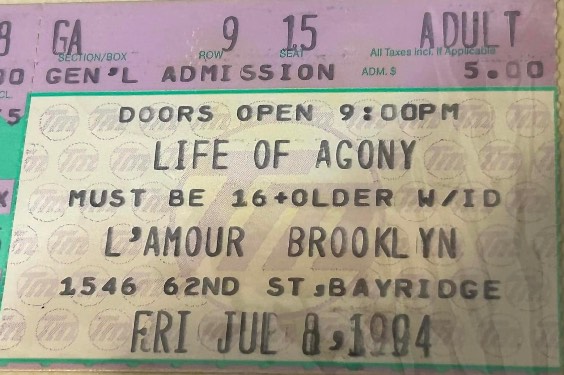 GA 9 15 ADULT
SECTION/BOX ROW SEAT All Taxes Incl. If Applicable
GEN'L ADMISSION ADM. $ 5.00
DOORS OPEN 9:00PM
LIFE OF AGONY
MUST BE 16+OLDER W/ID
L'AMOUR BROOKLYN
1546 62ND ST,BAYRIDGE
FRI JUL 8,1994